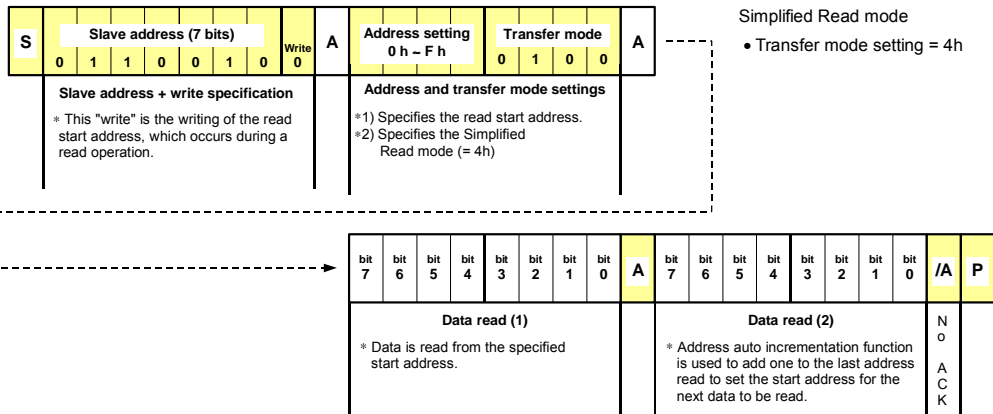 Simplified Read mode
• Transfer mode setting = 4h
S Slave address (7 bits) Write A Address setting Transfer mode A
0 h ~ F h
0 1 1 0 0 1 0 0 0 1 0 0
Slave address + write specification
* This "write" is the writing of the read
start address, which occurs during a
read operation.
Address and transfer mode settings
*1) Specifies the read start address.
*2) Specifies the Simplified
Read mode (= 4h)
bit bit bit bit bit bit bit bit A bit bit bit bit bit bit bit bit /A P
7 6 5 4 3 2 1 0 7 6 5 4 3 2 1 0
Data read (1)
* Data is read from the specified
start address.
Data read (2)
* Address auto incrementation function
is used to add one to the last address
read to set the start address for the
next data to be read.
No ACK